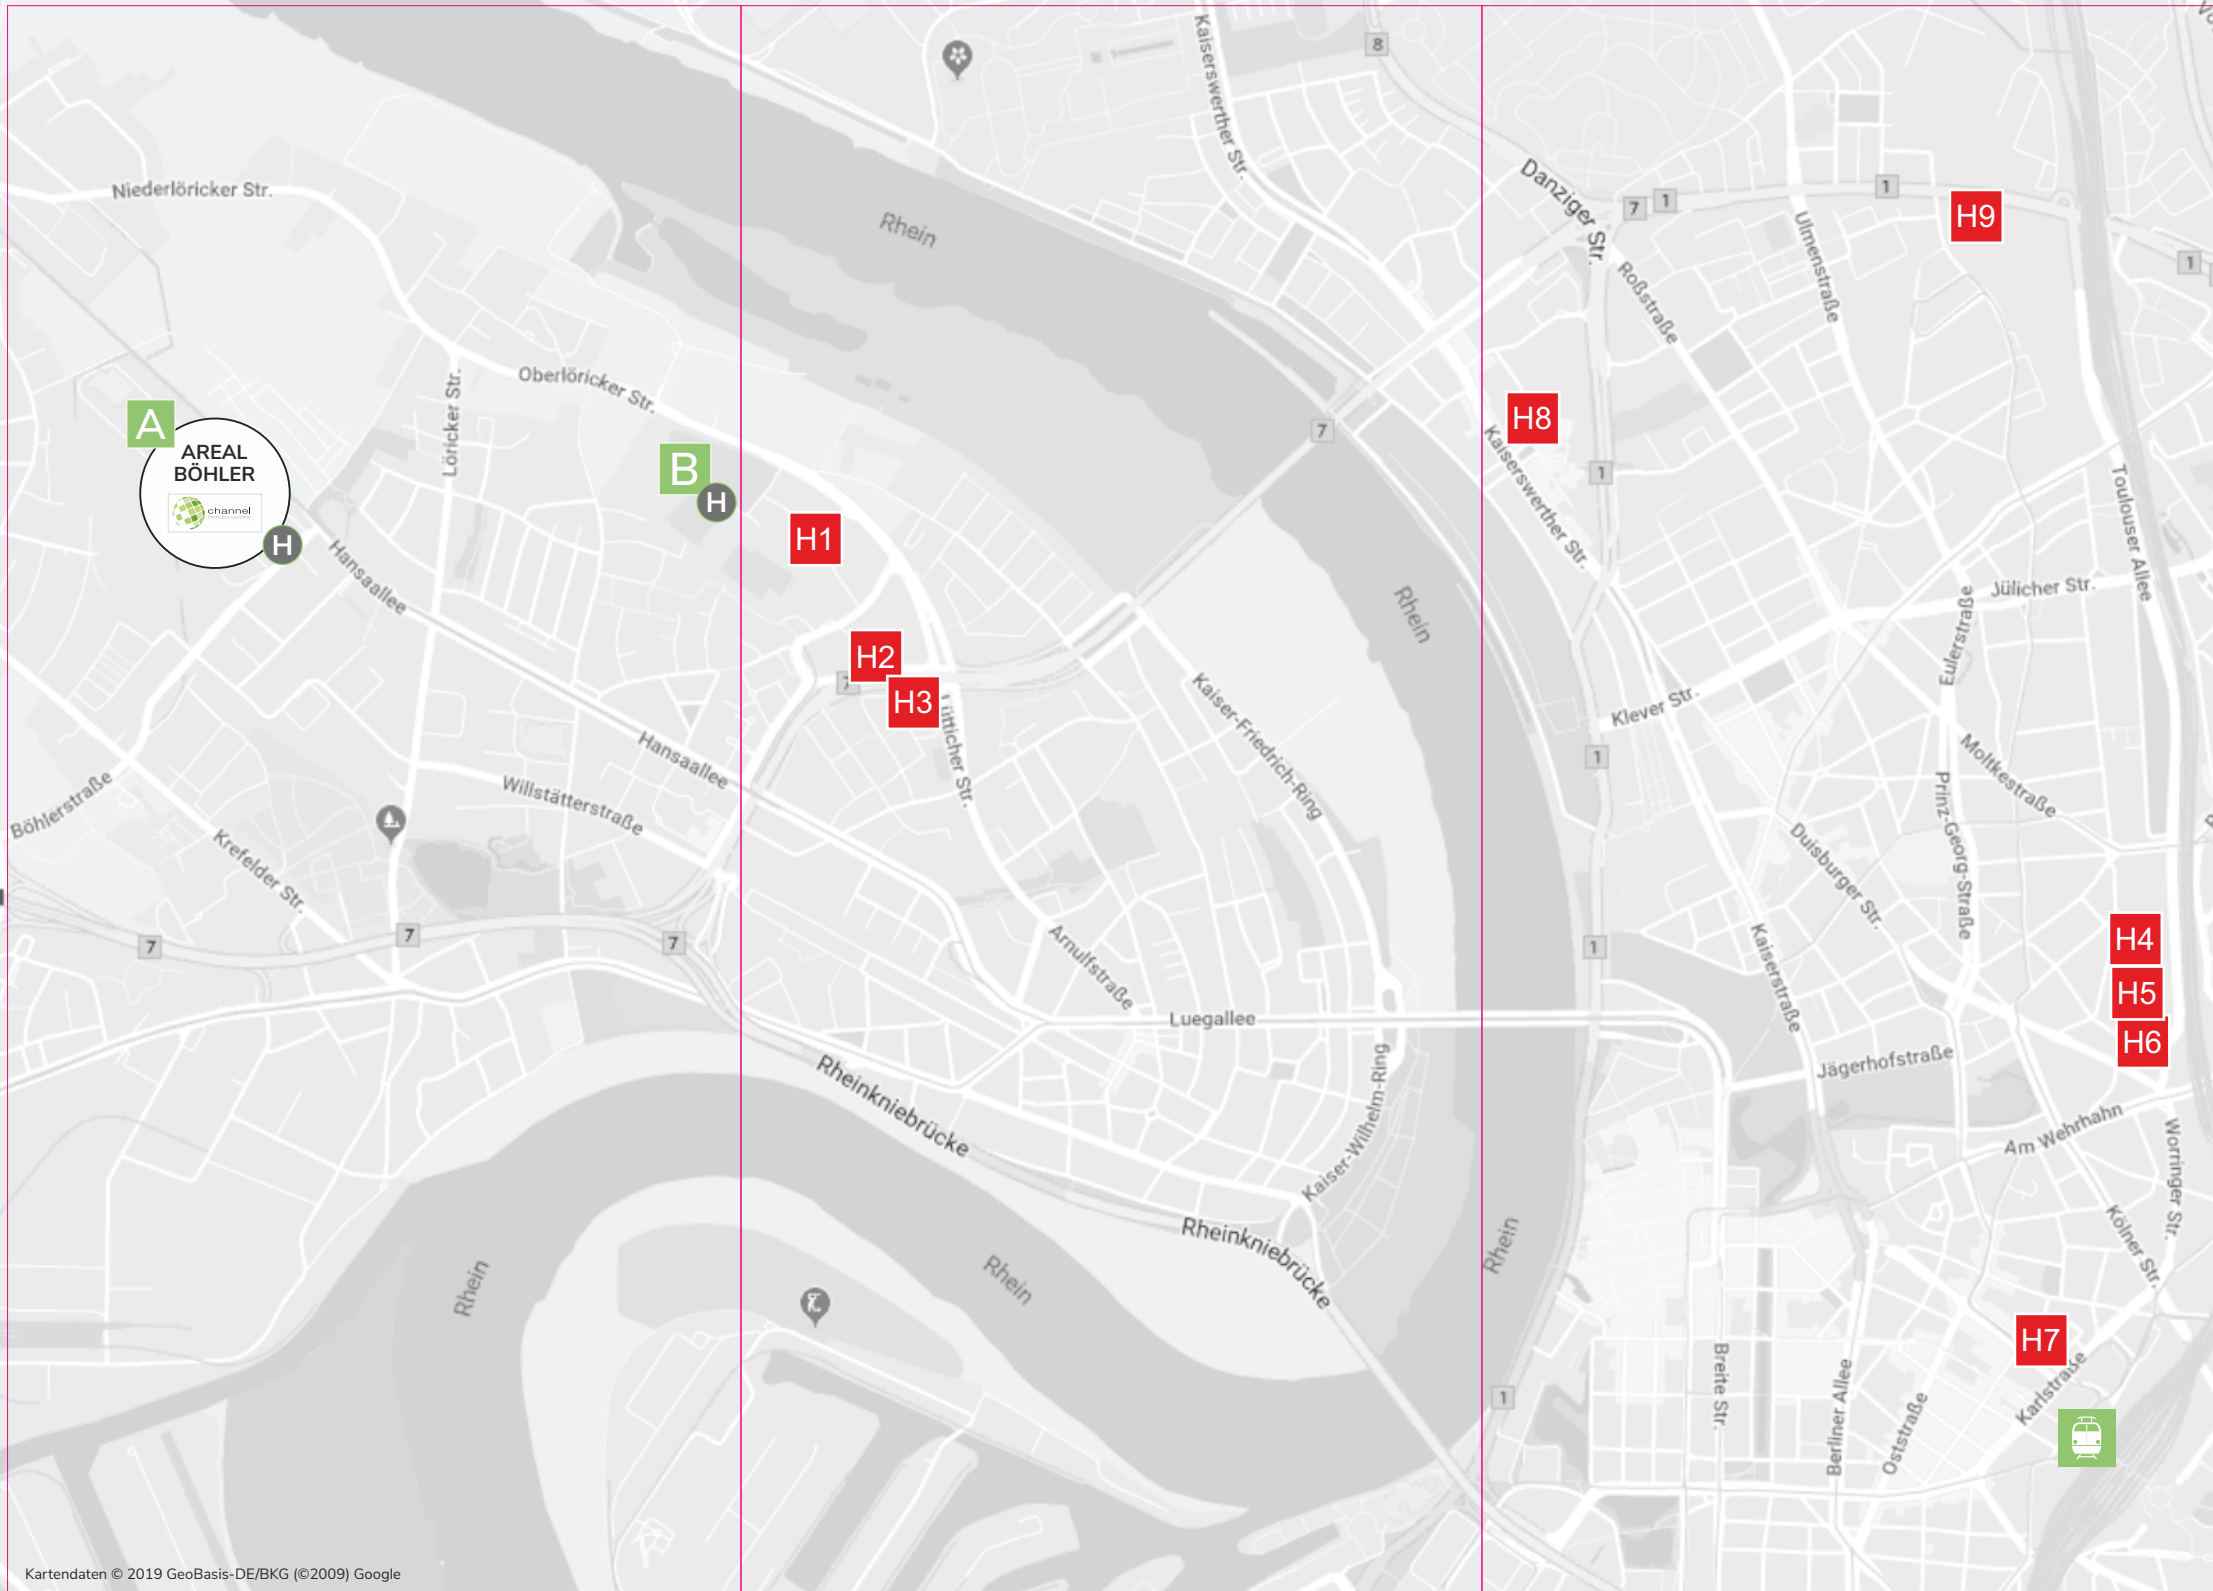 Kaiserswerther Str.
8
Niederlöricker Str.
Rhein
Danziger Str.
7
1
1
H9
1
Ulmenstraße
Roßstraße
Oberlöricker Str.
Löricker Str.
A
AREAL
BÖHLER
channel
H
B
H
H1
7
H8
Kaiserswerther Str.
1
Toulouser Allee
Hansaallee
Rhein
Jülicher Str.
Eulerstraße
H2
7
H3
Lütticher Str.
Kaiser-Friedrich-Ring
Klever Str.
Hansaallee
Willstätterstraße
1
Moltkestraße
Prinz-Georg-Straße
Böhlerstraße
Krefelder Str.
Duisburger Str.
7
7
7
Arnulfstraße
1
Kaiserstraße
H4
H5
H6
Luegallee
Jägerhofstraße
Kaiser-Wilhelm-Ring
Rheinkniebrücke
Am Wehrhahn
Worringer Str.
Kölner Str.
Rheinkniebrücke
Rhein
Rhein
Rhein
H7
Karlstraße
Breite Str.
Berliner Allee
Oststraße
1
Kartendaten © 2019 GeoBasis-DE/BKG (©2009) Google